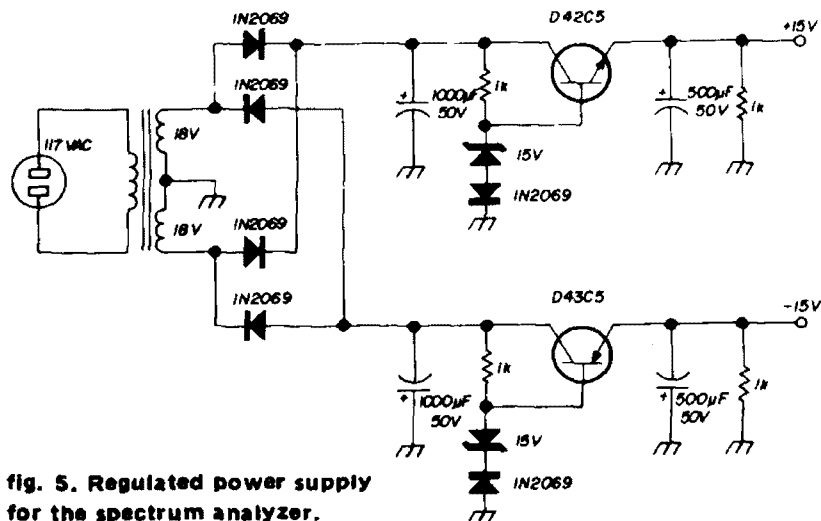 1N2069
D42C5
+15V
1N2069
1000µF
50V
1k
500µF
50V
1k
117 VAC
18V
15V
1N2069
18V
1N2069
1N2069
D43C5
-15V
1000µF
50V
1k
500µF
50V
1k
15V
1N2069
fig. 5. Regulated power supply
for the spectrum analyzer.